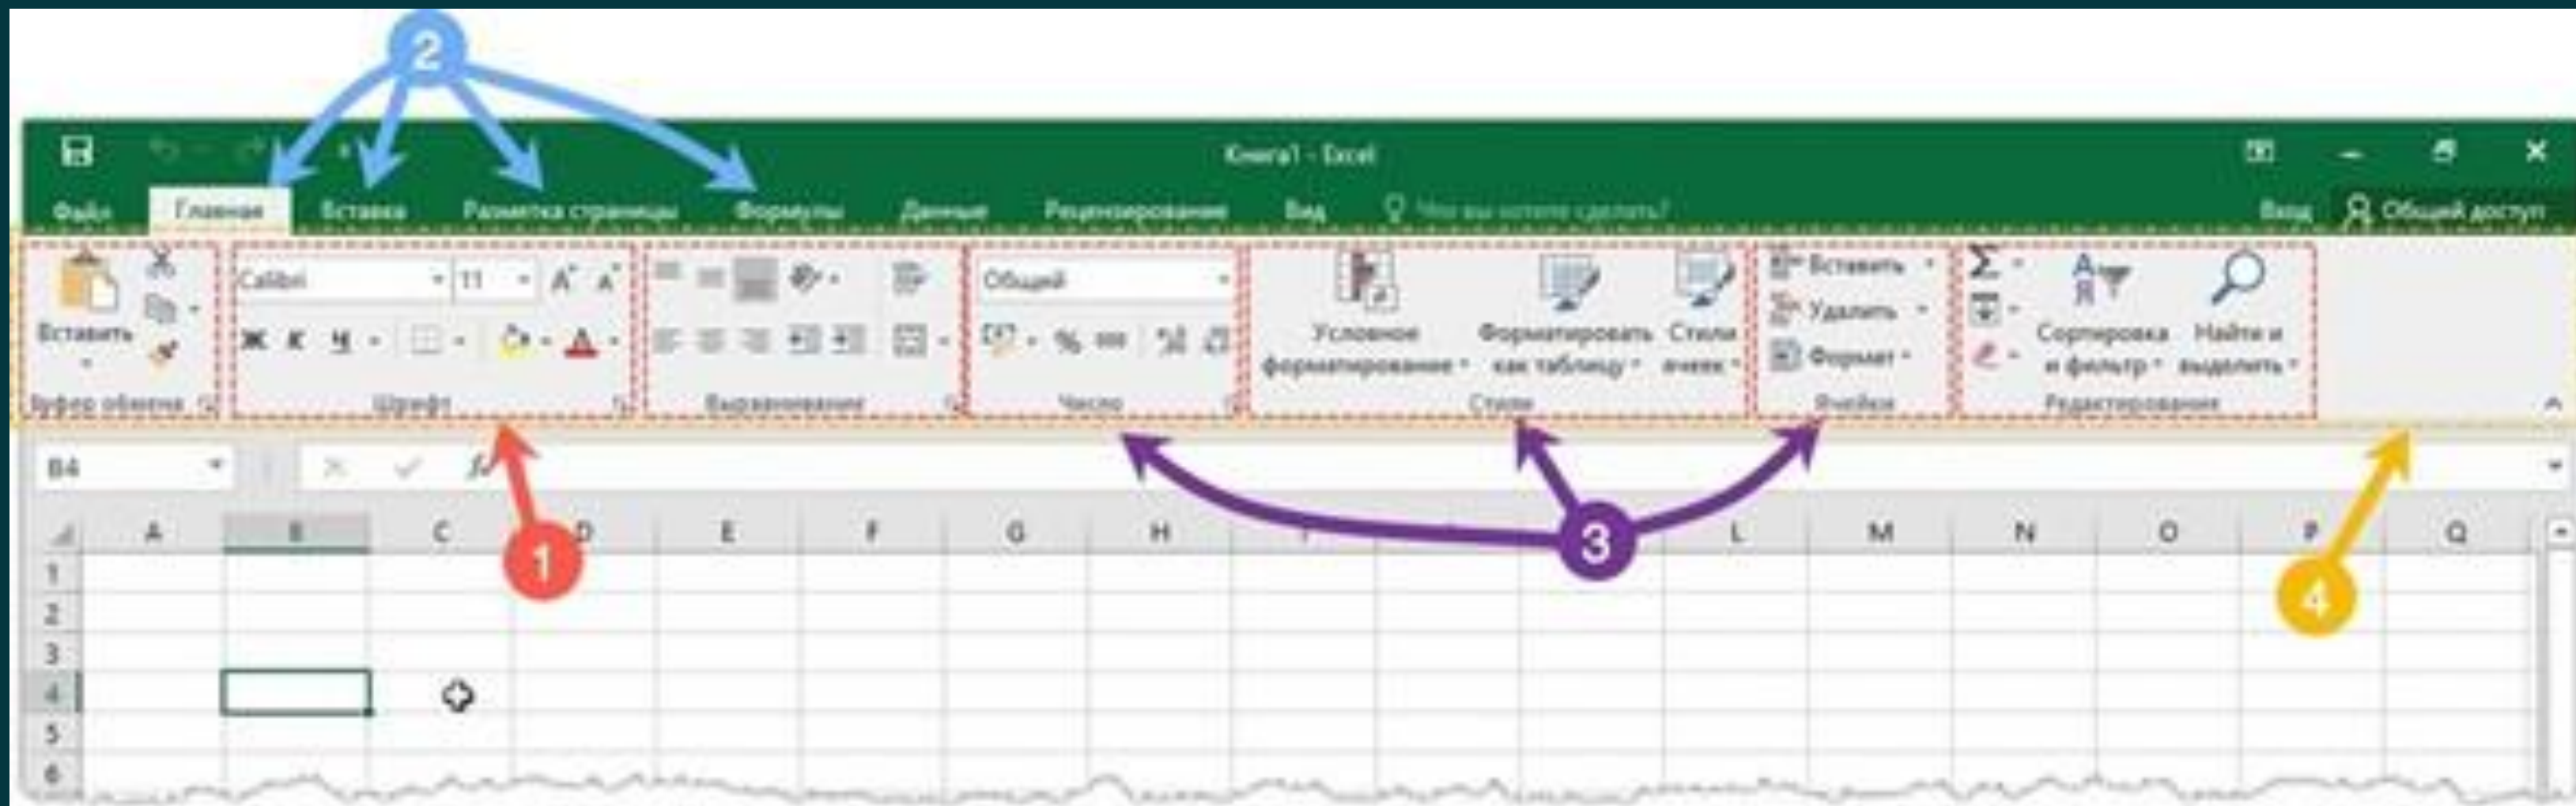 2
Книга1 - Excel
Файл Главная Вставка Разметка страницы Формулы Данные Рецензирование Вид Что вы хотите сделать? Вход Общий доступ
Calibri 11 Общий Вставить
Вставить Ж К Ч % 000 Условное форматирование Форматировать как таблицу Стили ячеек Удалить Формат Σ А Я Сортировка и фильтр Найти и выделить
Буфер обмена Шрифт Выравнивание Число Стили Ячейки Редактирование
B4 fx
A B C D E F G H I L M N O P Q
1 3 4
1
2
3
4
5
6